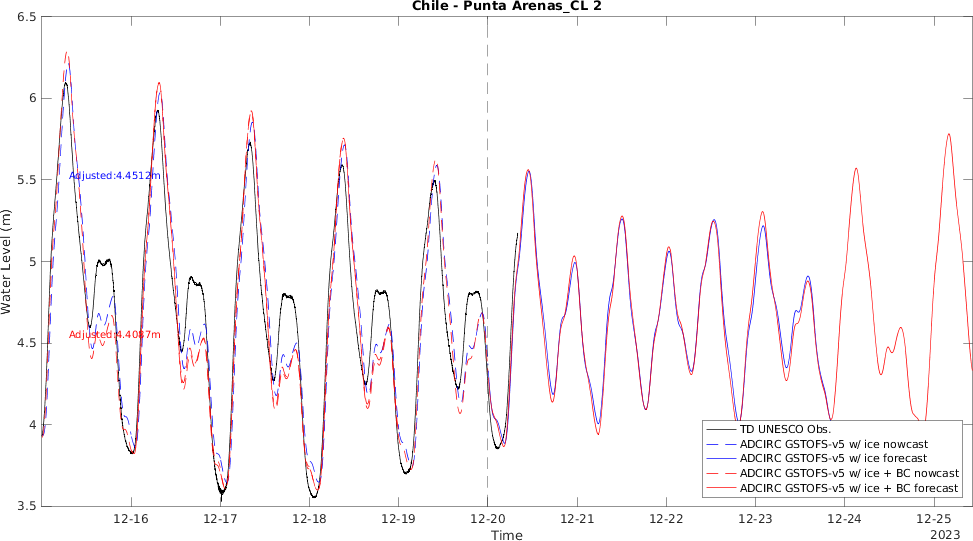 Chile - Punta Arenas_CL 2
6.5
6
5.5
5
4.5
4
3.5
Water Level (m)
Adjusted:4.4512m
Adjusted:4.4087m
TD UNESCO Obs.
ADCIRC GSTOFS-v5 w/ ice nowcast
ADCIRC GSTOFS-v5 w/ ice forecast
ADCIRC GSTOFS-v5 w/ ice + BC nowcast
ADCIRC GSTOFS-v5 w/ ice + BC forecast
12-16 12-17 12-18 12-19 12-20 12-21 12-22 12-23 12-24 12-25
Time
2023